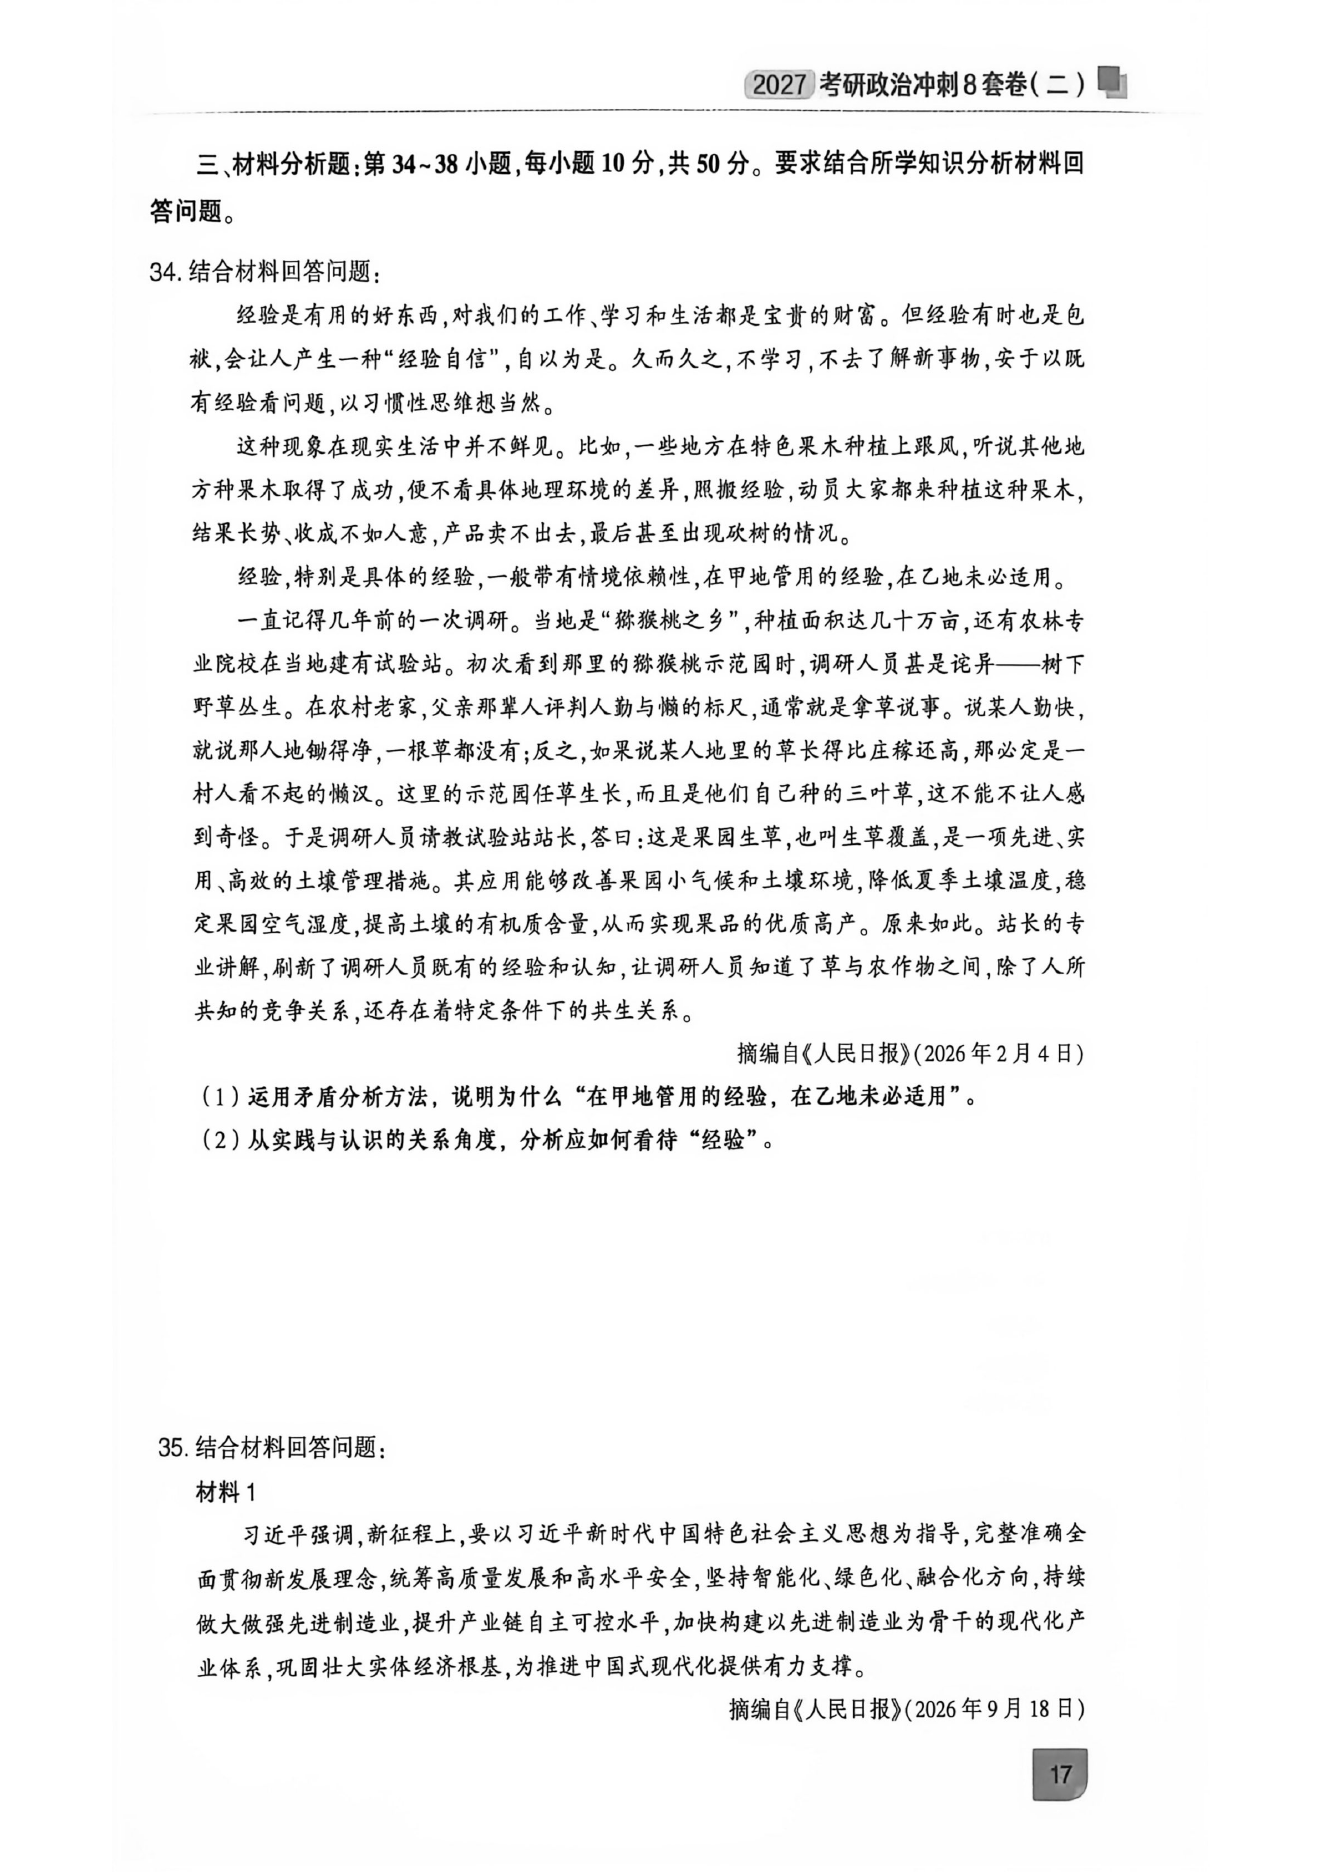 2027 考研政治冲刺8套卷(二)
三、材料分析题:第34~38小题,每小题10分,共50分。要求结合所学知识分析材料回
答问题。
34. 结合材料回答问题:
经验是有用的好东西,对我们的工作、学习和生活都是宝贵的财富。但经验有时也是包
袱,会让人产生一种“经验自信”,自以为是。久而久之,不学习,不去了解新事物,安于以既
有经验看问题,以习惯性思维想当然。
这种现象在现实生活中并不鲜见。比如,一些地方在特色果木种植上跟风,听说其他地
方种果木取得了成功,便不看具体地理环境的差异,照搬经验,动员大家都来种植这种果木,
结果长势、收成不如人意,产品卖不出去,最后甚至出现砍树的情况。
经验,特别是具体的经验,一般带有情境依赖性,在甲地管用的经验,在乙地未必适用。
一直记得几年前的一次调研。当地是“猕猴桃之乡”,种植面积达几十万亩,还有农林专
业院校在当地建有试验站。初次看到那里的猕猴桃示范园时,调研人员甚是诧异——树下
野草丛生。在农村老家,父亲那辈人评判人勤与懒的标尺,通常就是拿草说事。说某人勤快,
就说那人地锄得净,一根草都没有;反之,如果说某人地里的草长得比庄稼还高,那必定是一
村人看不起的懒汉。这里的示范园任草生长,而且是他们自己种的三叶草,这不能不让人感
到奇怪。于是调研人员请教试验站站长,答曰:这是果园生草,也叫生草覆盖,是一项先进、实
用、高效的土壤管理措施。其应用能够改善果园小气候和土壤环境,降低夏季土壤温度,稳
定果园空气湿度,提高土壤的有机质含量,从而实现果品的优质高产。原来如此。站长的专
业讲解,刷新了调研人员既有的经验和认知,让调研人员知道了草与农作物之间,除了人所
共知的竞争关系,还存在着特定条件下的共生关系。
摘编自《人民日报》(2026年2月4日)
(1)运用矛盾分析方法,说明为什么“在甲地管用的经验,在乙地未必适用”。
(2)从实践与认识的关系角度,分析应如何看待“经验”。
35. 结合材料回答问题:
材料1
习近平强调,新征程上,要以习近平新时代中国特色社会主义思想为指导,完整准确全
面贯彻新发展理念,统筹高质量发展和高水平安全,坚持智能化、绿色化、融合化方向,持续
做大做强先进制造业,提升产业链自主可控水平,加快构建以先进制造业为骨干的现代化产
业体系,巩固壮大实体经济根基,为推进中国式现代化提供有力支撑。
摘编自《人民日报》(2026年9月18日)
17